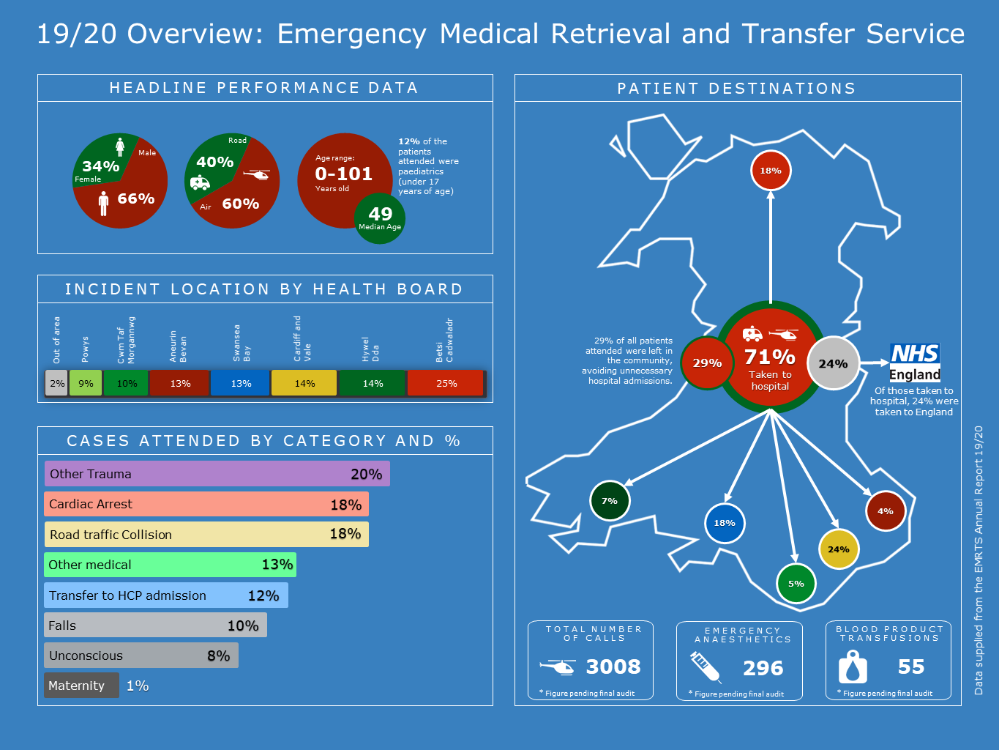 19/20 Overview: Emergency Medical Retrieval and Transfer Service
HEADLINE PERFORMANCE DATA
34%
Female
Male
66%
Road
40%
Air
60%
Age range:
0-101
Years old
49
Median Age
12% of the
patients
attended were
paediatrics
(under 17
years of age)
INCIDENT LOCATION BY HEALTH BOARD
Out of area
Powys
Cwm Taf
Morgannwg
Aneurin
Bevan
Swansea
Bay
Cardiff and
Vale
Hywel
Dda
Betsi
Cadwaladr
2%
9%
10%
13%
13%
14%
14%
25%
CASES ATTENDED BY CATEGORY AND %
Other Trauma 20%
Cardiac Arrest 18%
Road traffic Collision 18%
Other medical 13%
Transfer to HCP admission 12%
Falls 10%
Unconscious 8%
Maternity 1%
PATIENT DESTINATIONS
18%
29% of all patients
attended were left in
the community,
avoiding unnecessary
hospital admissions.
29%
71%
Taken to
hospital
24%
NHS
England
Of those taken to
hospital, 24% were
taken to England
7%
18%
5%
24%
4%
TOTAL NUMBER
OF CALLS
3008
* Figure pending final audit
EMERGENCY
ANAESTHETICS
296
* Figure pending final audit
BLOOD PRODUCT
TRANSFUSIONS
55
* Figure pending final audit
Data supplied from the EMRTS Annual Report 19/20